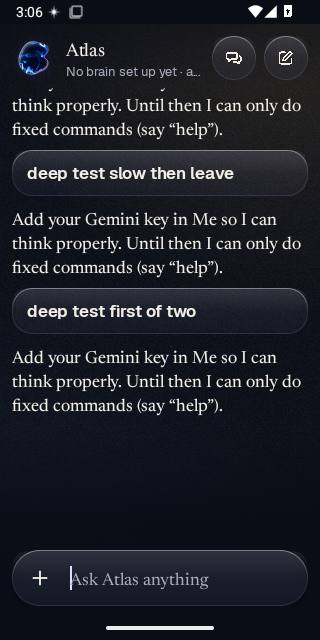 3:06
Atlas
No brain set up yet · a...
think properly. Until then I can only do
fixed commands (say “help”).
deep test slow then leave
Add your Gemini key in Me so I can
think properly. Until then I can only do
fixed commands (say “help”).
deep test first of two
Add your Gemini key in Me so I can
think properly. Until then I can only do
fixed commands (say “help”).
Ask Atlas anything